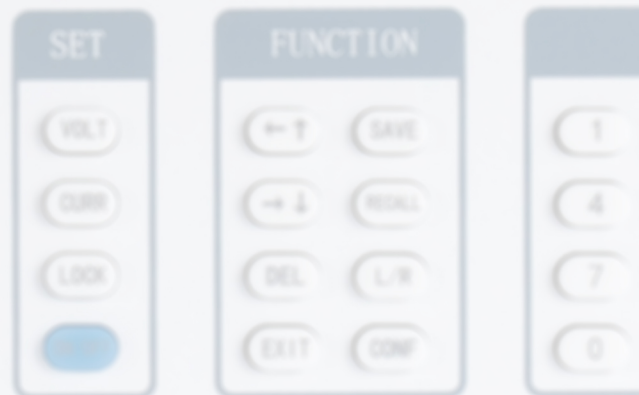 SET
VOLT
CURR
LOCK
FUNCTION
←↑ SAVE
→↓ RECALL
DEL L/R
EXIT CONF
1
4
7
0